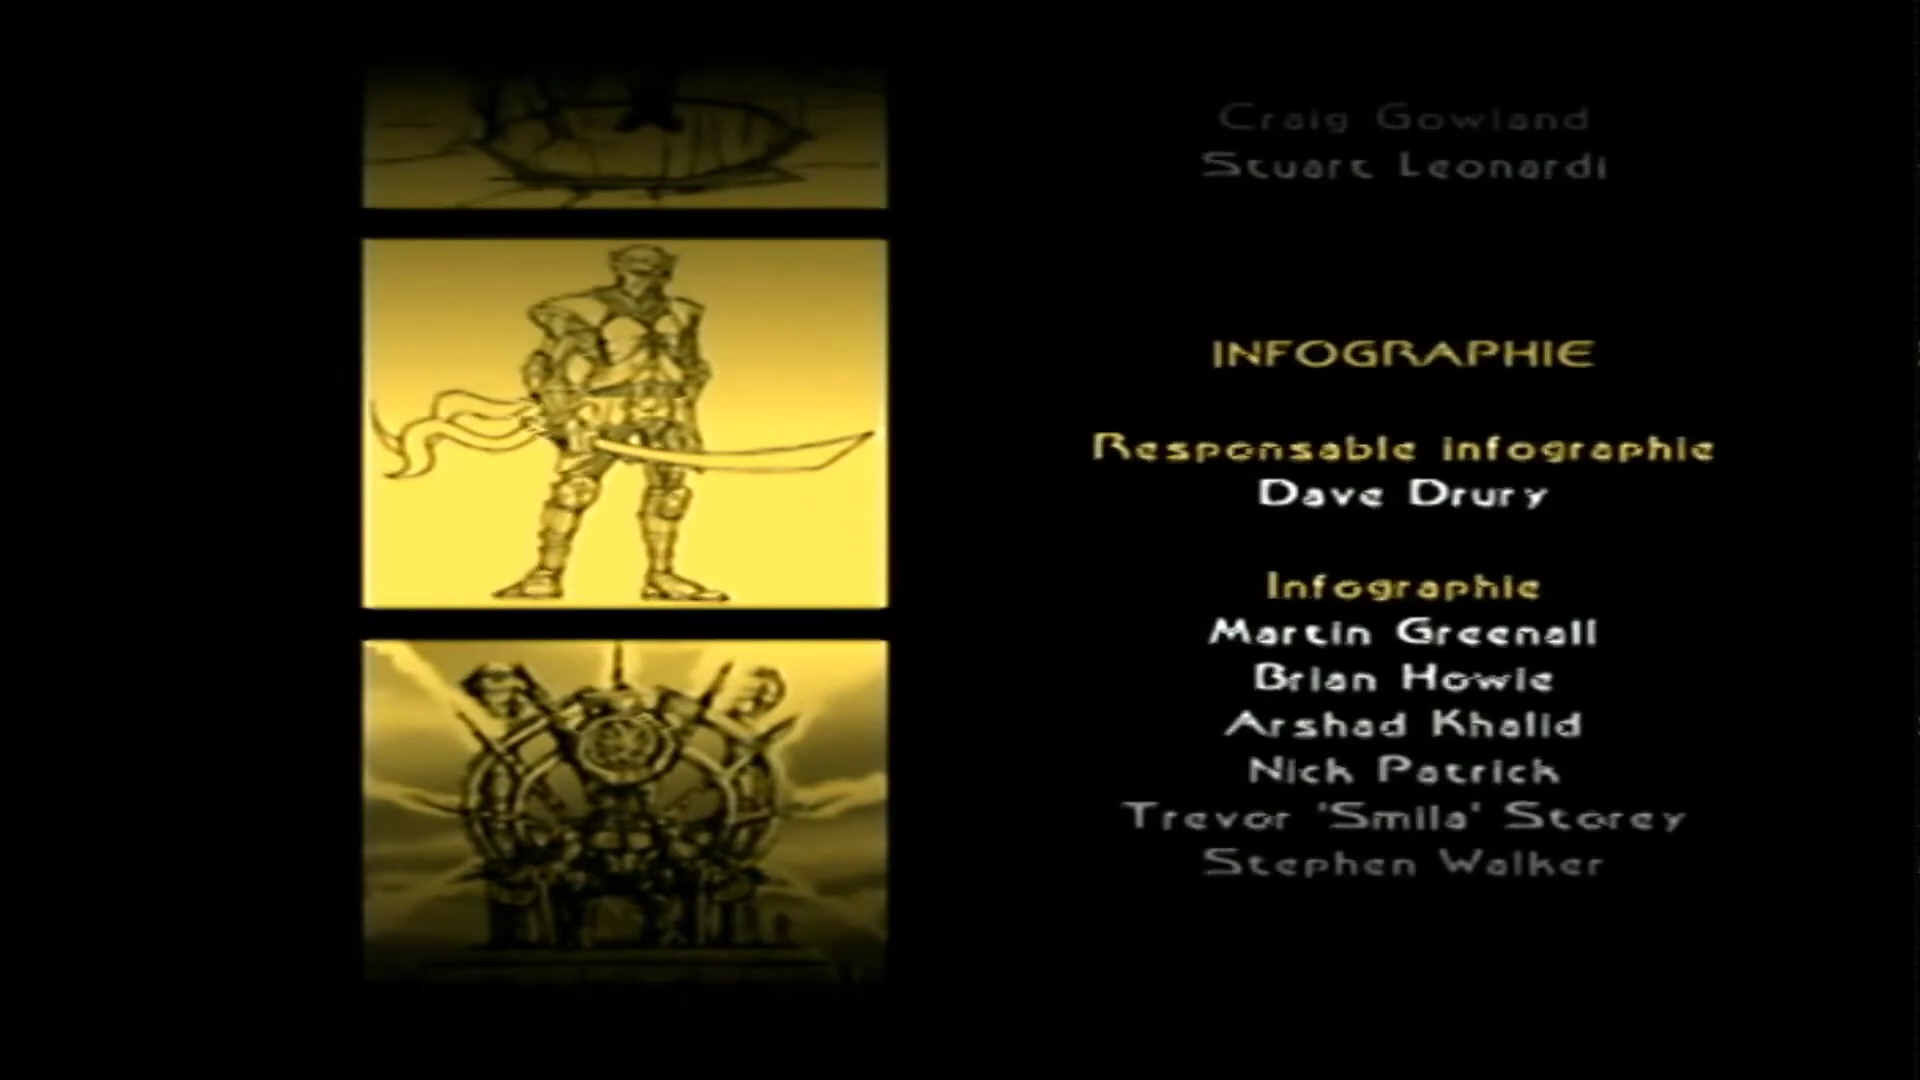 Craig Gowland
Stuart Leonardi
INFOGRAPHIE
Responsable infographie
Dave Drury
Infographie
Martin Greenall
Brian Howie
Arshad Khalid
Nick Patrick
Trevor 'Smila' Storey
Stephen Walker